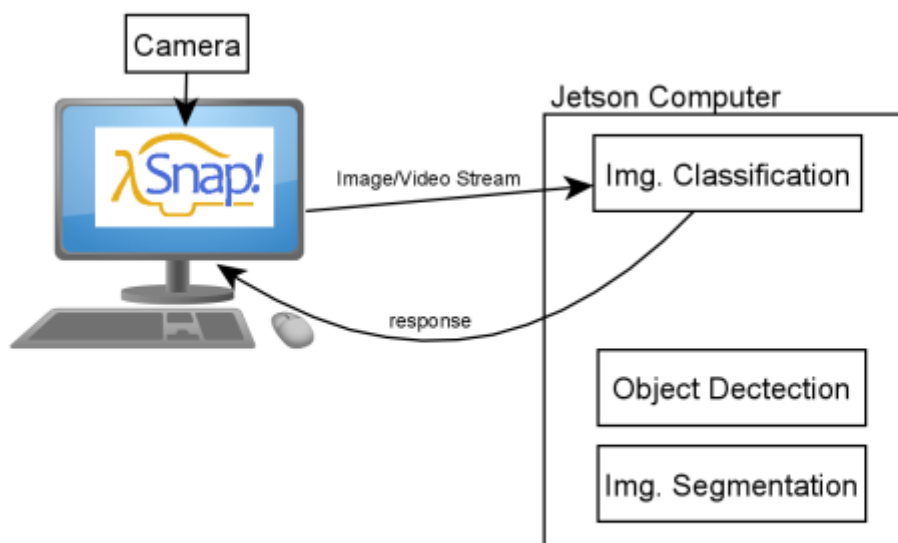 Camera
Jetson Computer
λSnap!
Image/Video Stream
Img. Classification
response
Object Dectection
Img. Segmentation